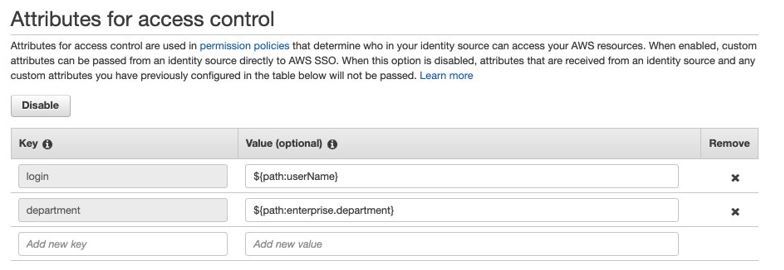 Attributes for access control
Attributes for access control are used in permission policies that determine who in your identity source can access your AWS resources. When enabled, custom
attributes can be passed from an identity source directly to AWS SSO. When this option is disabled, attributes that are received from an identity source and any
custom attributes you have previously configured in the table below will not be passed. Learn more
Disable
Key Value (optional) Remove
login ${path:userName}
department ${path:enterprise.department}
Add new key Add new value